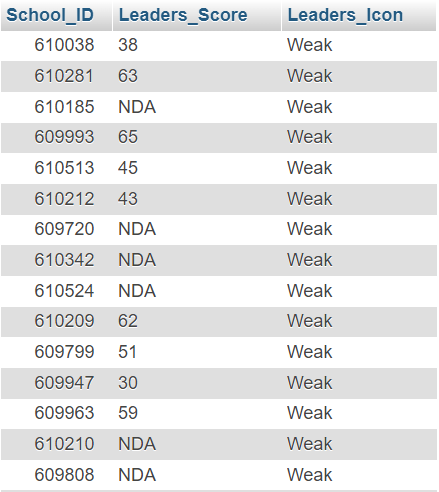 School_ID Leaders_Score Leaders_Icon
610038 38 Weak
610281 63 Weak
610185 NDA Weak
609993 65 Weak
610513 45 Weak
610212 43 Weak
609720 NDA Weak
610342 NDA Weak
610524 NDA Weak
610209 62 Weak
609799 51 Weak
609947 30 Weak
609963 59 Weak
610210 NDA Weak
609808 NDA Weak